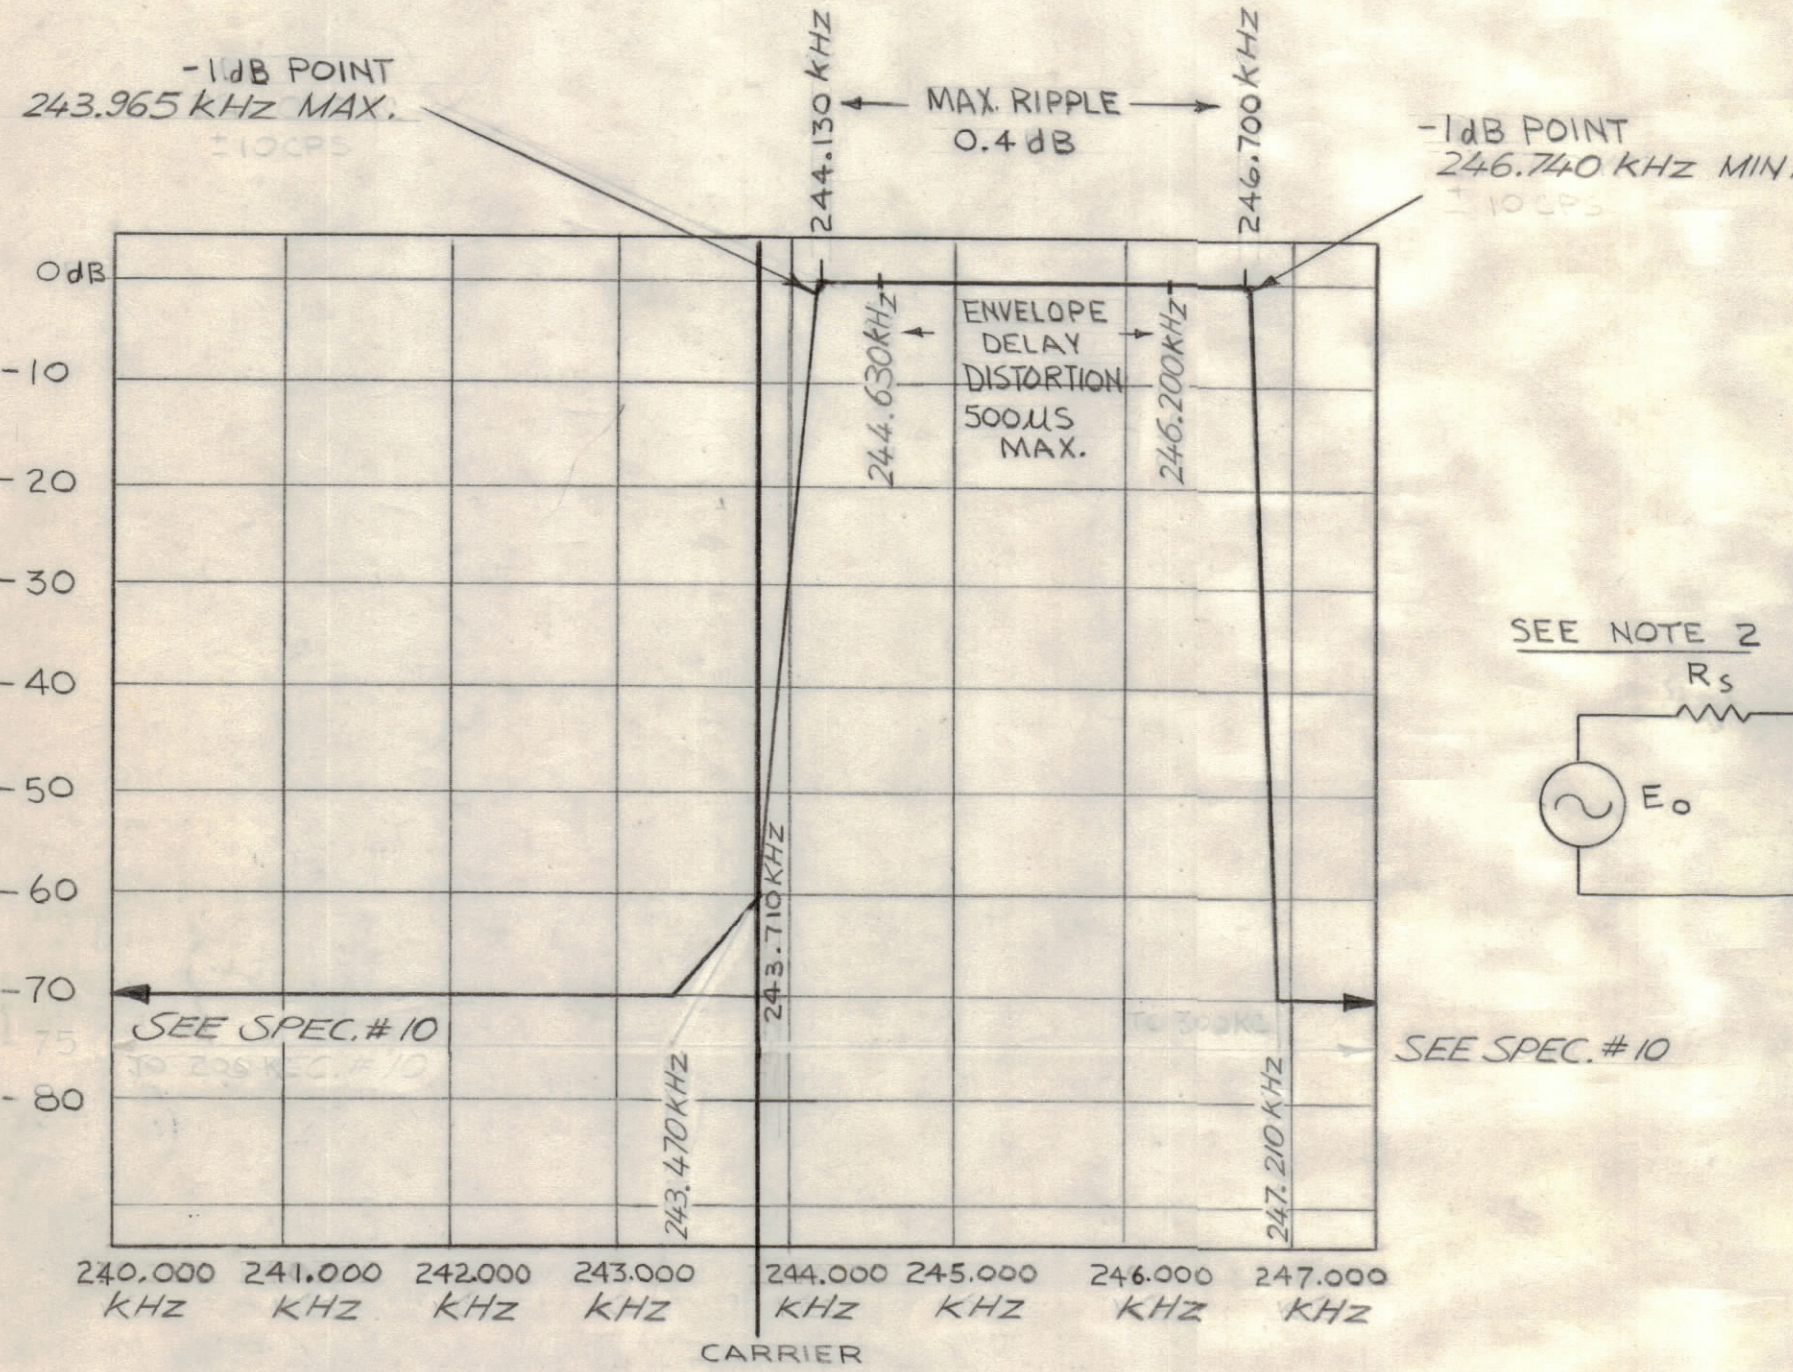 -1dB POINT
243.965 KHZ MAX.
±10CPS
244.130 KHZ
MAX. RIPPLE
0.4 dB
246.700 KHZ
-1dB POINT
246.740 KHZ MIN.
± 10 CPS
0dB
-10
-20
-30
-40
-50
-60
-70
75
-80
244.630KHZ
ENVELOPE
DELAY
DISTORTION
500μS
MAX.
246.200KHZ
243.710KHZ
SEE SPEC.#10
243.470KHZ
TO 300KC
247.210KHZ
SEE SPEC.#10
SEE NOTE 2
RS
Eo
240.000
KHZ
241.000
KHZ
242.000
KHZ
243.000
KHZ
244.000
KHZ
245.000
KHZ
246.000
KHZ
247.000
KHZ
CARRIER